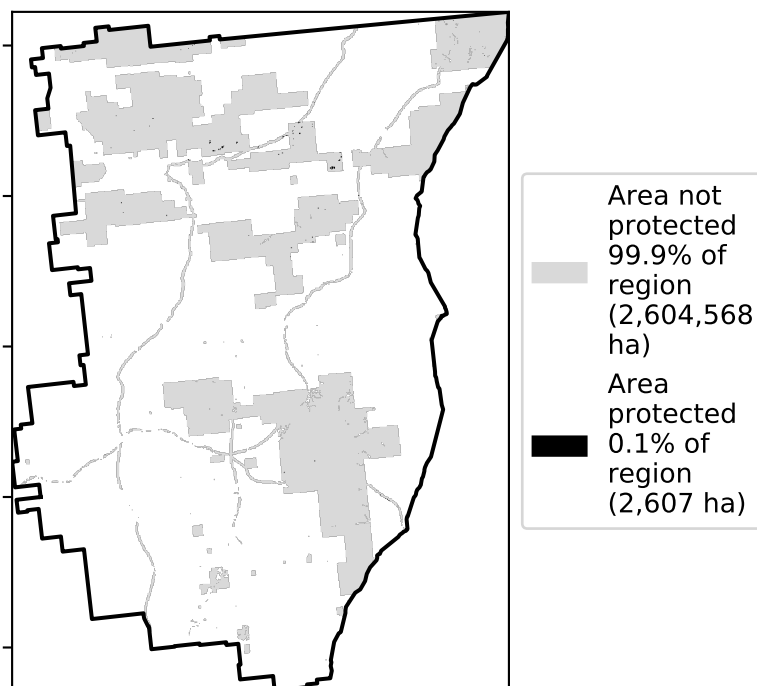 Area not
protected
99.9% of
region
(2,604,568
ha)
Area
protected
0.1% of
region
(2,607 ha)